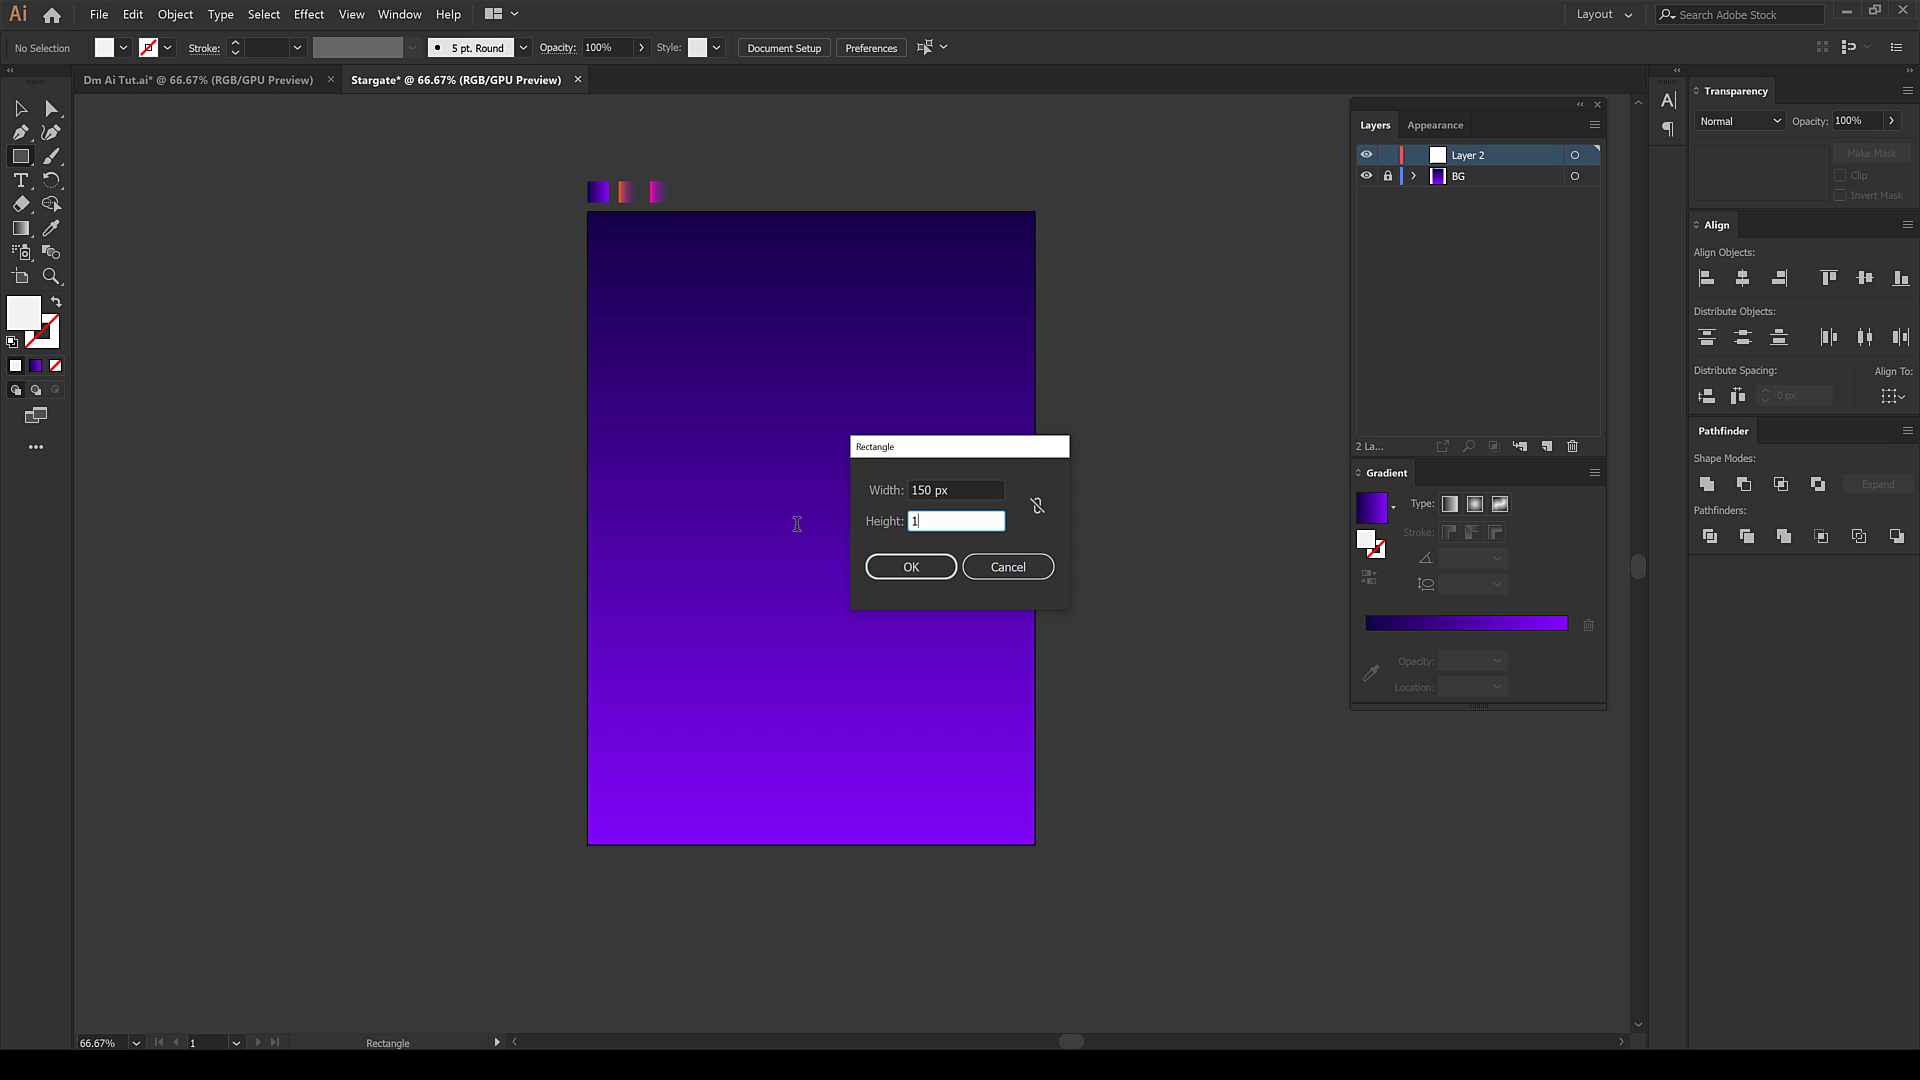 Ai File Edit Object Type Select Effect View Window Help Layout Search Adobe Stock
No Selection Stroke: 5 pt. Round Opacity: 100% Style: Document Setup Preferences
Dm Ai Tut.ai* @ 66.67% (RGB/GPU Preview) Stargate* @ 66.67% (RGB/GPU Preview)
Transparency
Normal Opacity: 100%
Make Mask
Clip
Invert Mask
Layers Appearance
Layer 2
BG
2 La...
Align
Align Objects:
Distribute Objects:
Distribute Spacing: Align To:
0 px
Pathfinder
Shape Modes:
Expand
Pathfinders:
Gradient
Type:
Stroke:
Opacity:
Location:
Rectangle
Width: 150 px
Height: 1
OK Cancel
66.67% 1 Rectangle